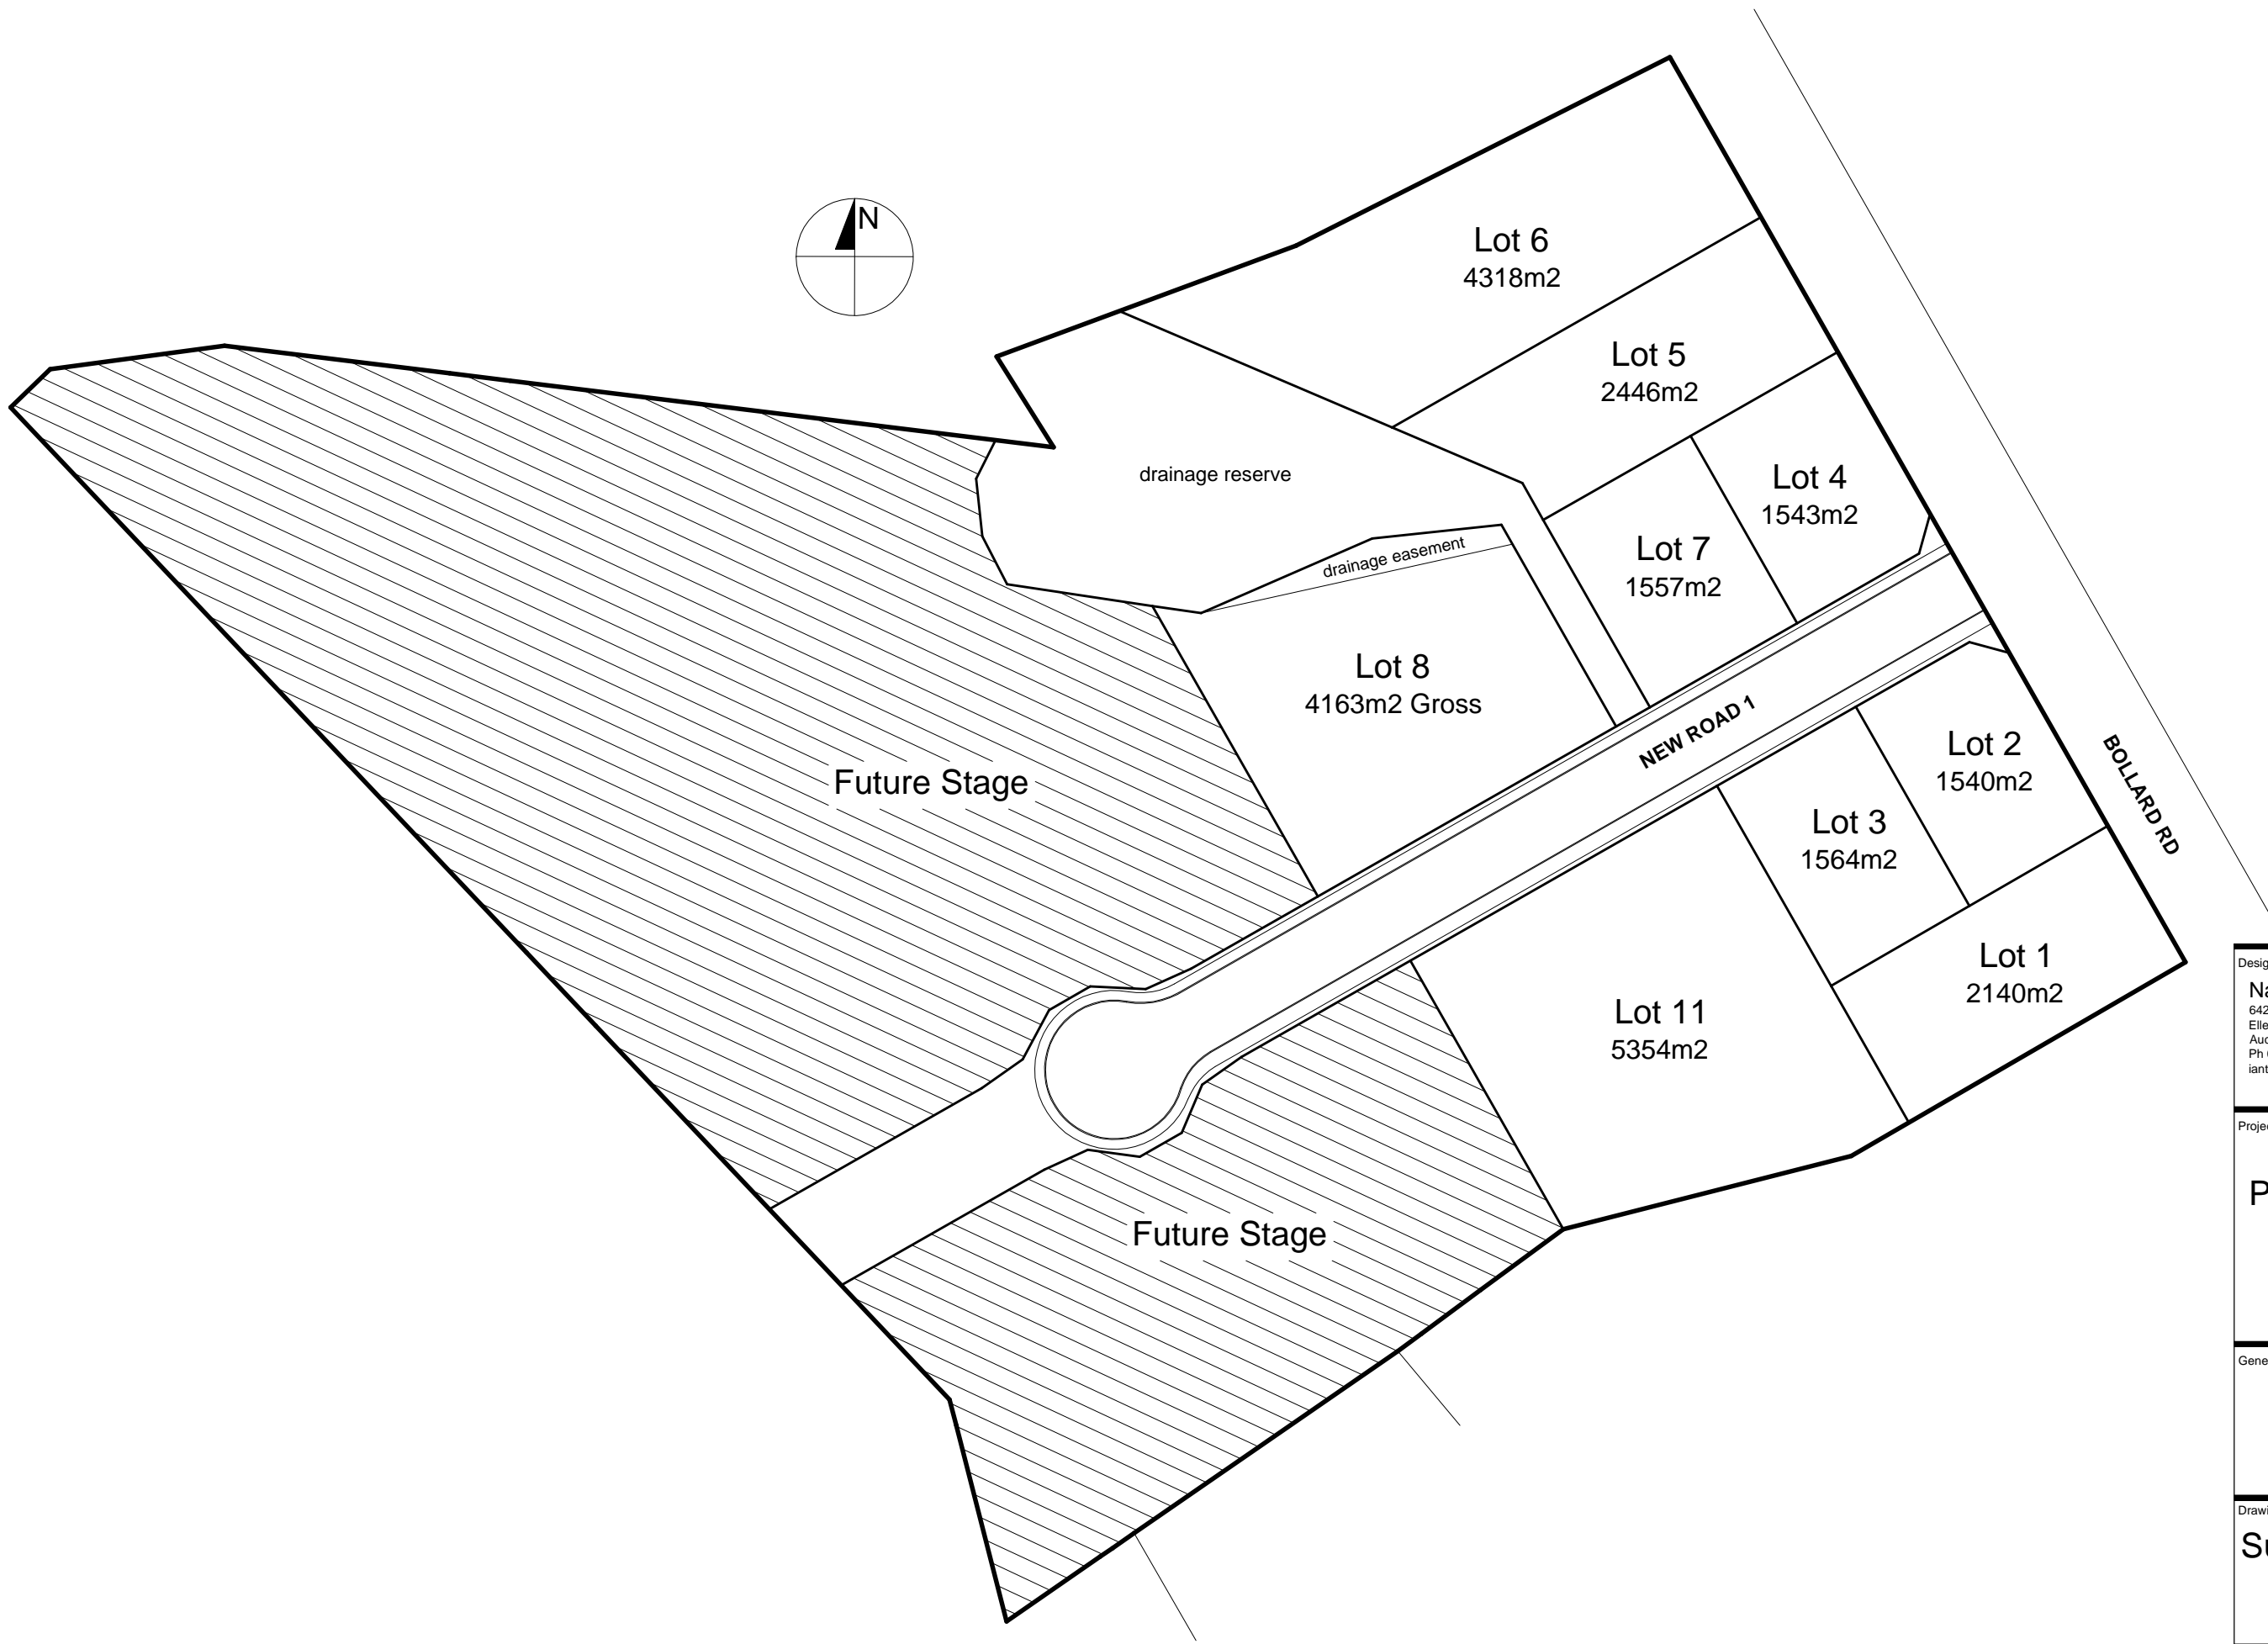 N
Lot 6
4318m2
Lot 5
2446m2
drainage reserve
Lot 4
1543m2
drainage easement
Lot 7
1557m2
Lot 8
4163m2 Gross
NEW ROAD 1
Lot 2
1540m2
BOLLARD RD
Future Stage
Lot 3
1564m2
Lot 1
2140m2
Lot 11
5354m2
Future Stage
642
Ph